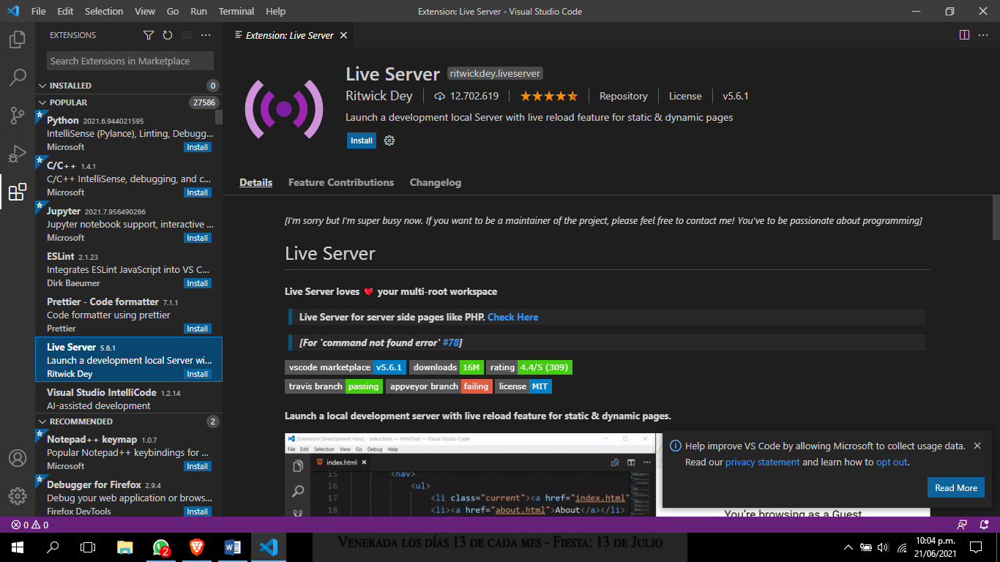 File Edit Selection View Go Run Terminal Help
Extension: Live Server - Visual Studio Code
EXTENSIONS
Search Extensions in Marketplace
INSTALLED 0
POPULAR 27586
Python 2021.6.944021595
IntelliSense (Pylance), Linting, Debugg...
Microsoft Install
C/C++ 1.4.1
C/C++ IntelliSense, debugging, and c...
Microsoft Install
Jupyter 2021.7.956490266
Jupyter notebook support, interactive ...
Microsoft Install
ESLint 2.1.23
Integrates ESLint JavaScript into VS C...
Dirk Baeumer Install
Prettier - Code formatter 7.1.1
Code formatter using prettier
Prettier Install
Live Server 5.6.1
Launch a development local Server wi...
Ritwick Dey Install
Visual Studio IntelliCode 1.2.14
AI-assisted development
RECOMMENDED 2
Notepad++ keymap 1.0.7
Popular Notepad++ keybindings for ...
Microsoft Install
Debugger for Firefox 2.9.4
Debug your web application or brows...
Firefox DevTools Install
Extension: Live Server
Live Server ritwickdey.liveserver
Ritwick Dey 12.702.619 Repository License v5.6.1
Launch a development local Server with live reload feature for static & dynamic pages
Install
Details Feature Contributions Changelog
[I'm sorry but I'm super busy now. If you want to be a maintainer of the project, please feel free to contact me! You've to be passionate about programming]
Live Server
Live Server loves ❤ your multi-root workspace
Live Server for server side pages like PHP. Check Here
[For 'command not found error' #78]
vscode marketplace v5.6.1 downloads 16M rating 4.4/5 (309)
travis branch passing appveyor branch failing license MIT
Launch a local development server with live reload feature for static & dynamic pages.
[Extension Development Host] - index.html — HtmlTest — Visual Studio Code
File Edit Selection View Go Debug Help
index.html
15 <nav>
16 <ul>
17 <li class="current"><a href="index.html"
18 <li><a href="about.html">About</a></li>
You're browsing as a Guest
Help improve VS Code by allowing Microsoft to collect usage data.
Read our privacy statement and learn how to opt out.
Read More
0 0
2
VENERADA LOS DÍAS 13 DE CADA MES - FIESTA: 13 DE JULIO
10:04 p.m.
21/06/2021